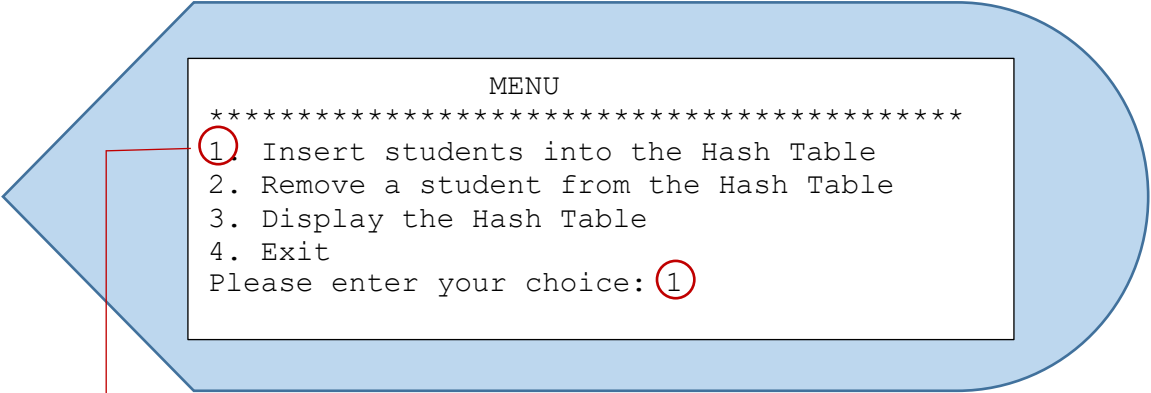 MENU
*******************************************
1. Insert students into the Hash Table
2. Remove a student from the Hash Table
3. Display the Hash Table
4. Exit
Please enter your choice: 1